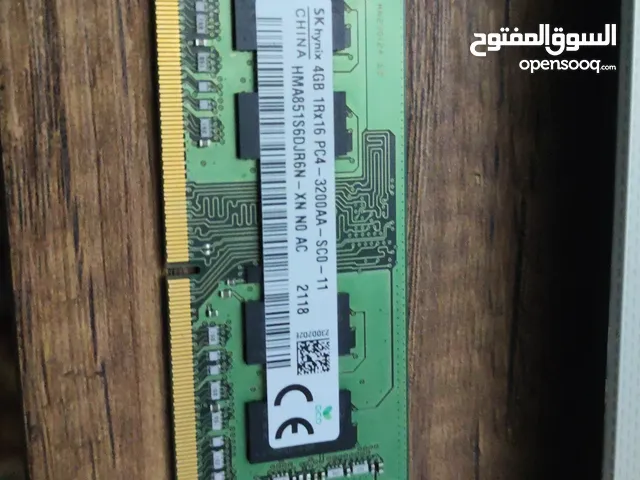 السوق المفتوح
opensooq.com
SK hynix 4GB 1Rx16 PC4-3200AA-SC0-11
CHINA HMA851S6DJR6N-XN N0 AC 2118
CE